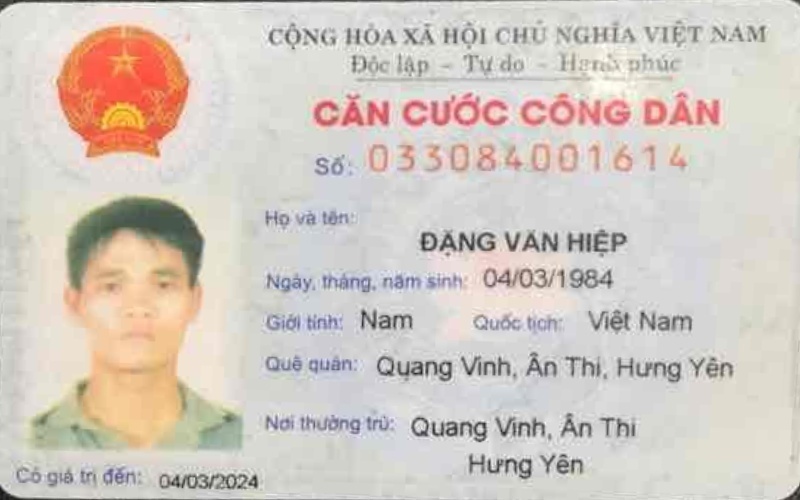 CỘNG HÒA XÃ HỘI CHỦ NGHĨA VIỆT NAM
Độc lập - Tự do - Hạnh phúc
CĂN CƯỚC CÔNG DÂN
Số: 033084001614
Họ và tên:
ĐẶNG VĂN HIỆP
Ngày, tháng, năm sinh: 04/03/1984
Giới tính: Nam Quốc tịch: Việt Nam
Quê quán: Quang Vinh, Ân Thi, Hưng Yên
Nơi thường trú: Quang Vinh, Ân Thi
Hưng Yên
Có giá trị đến: 04/03/2024